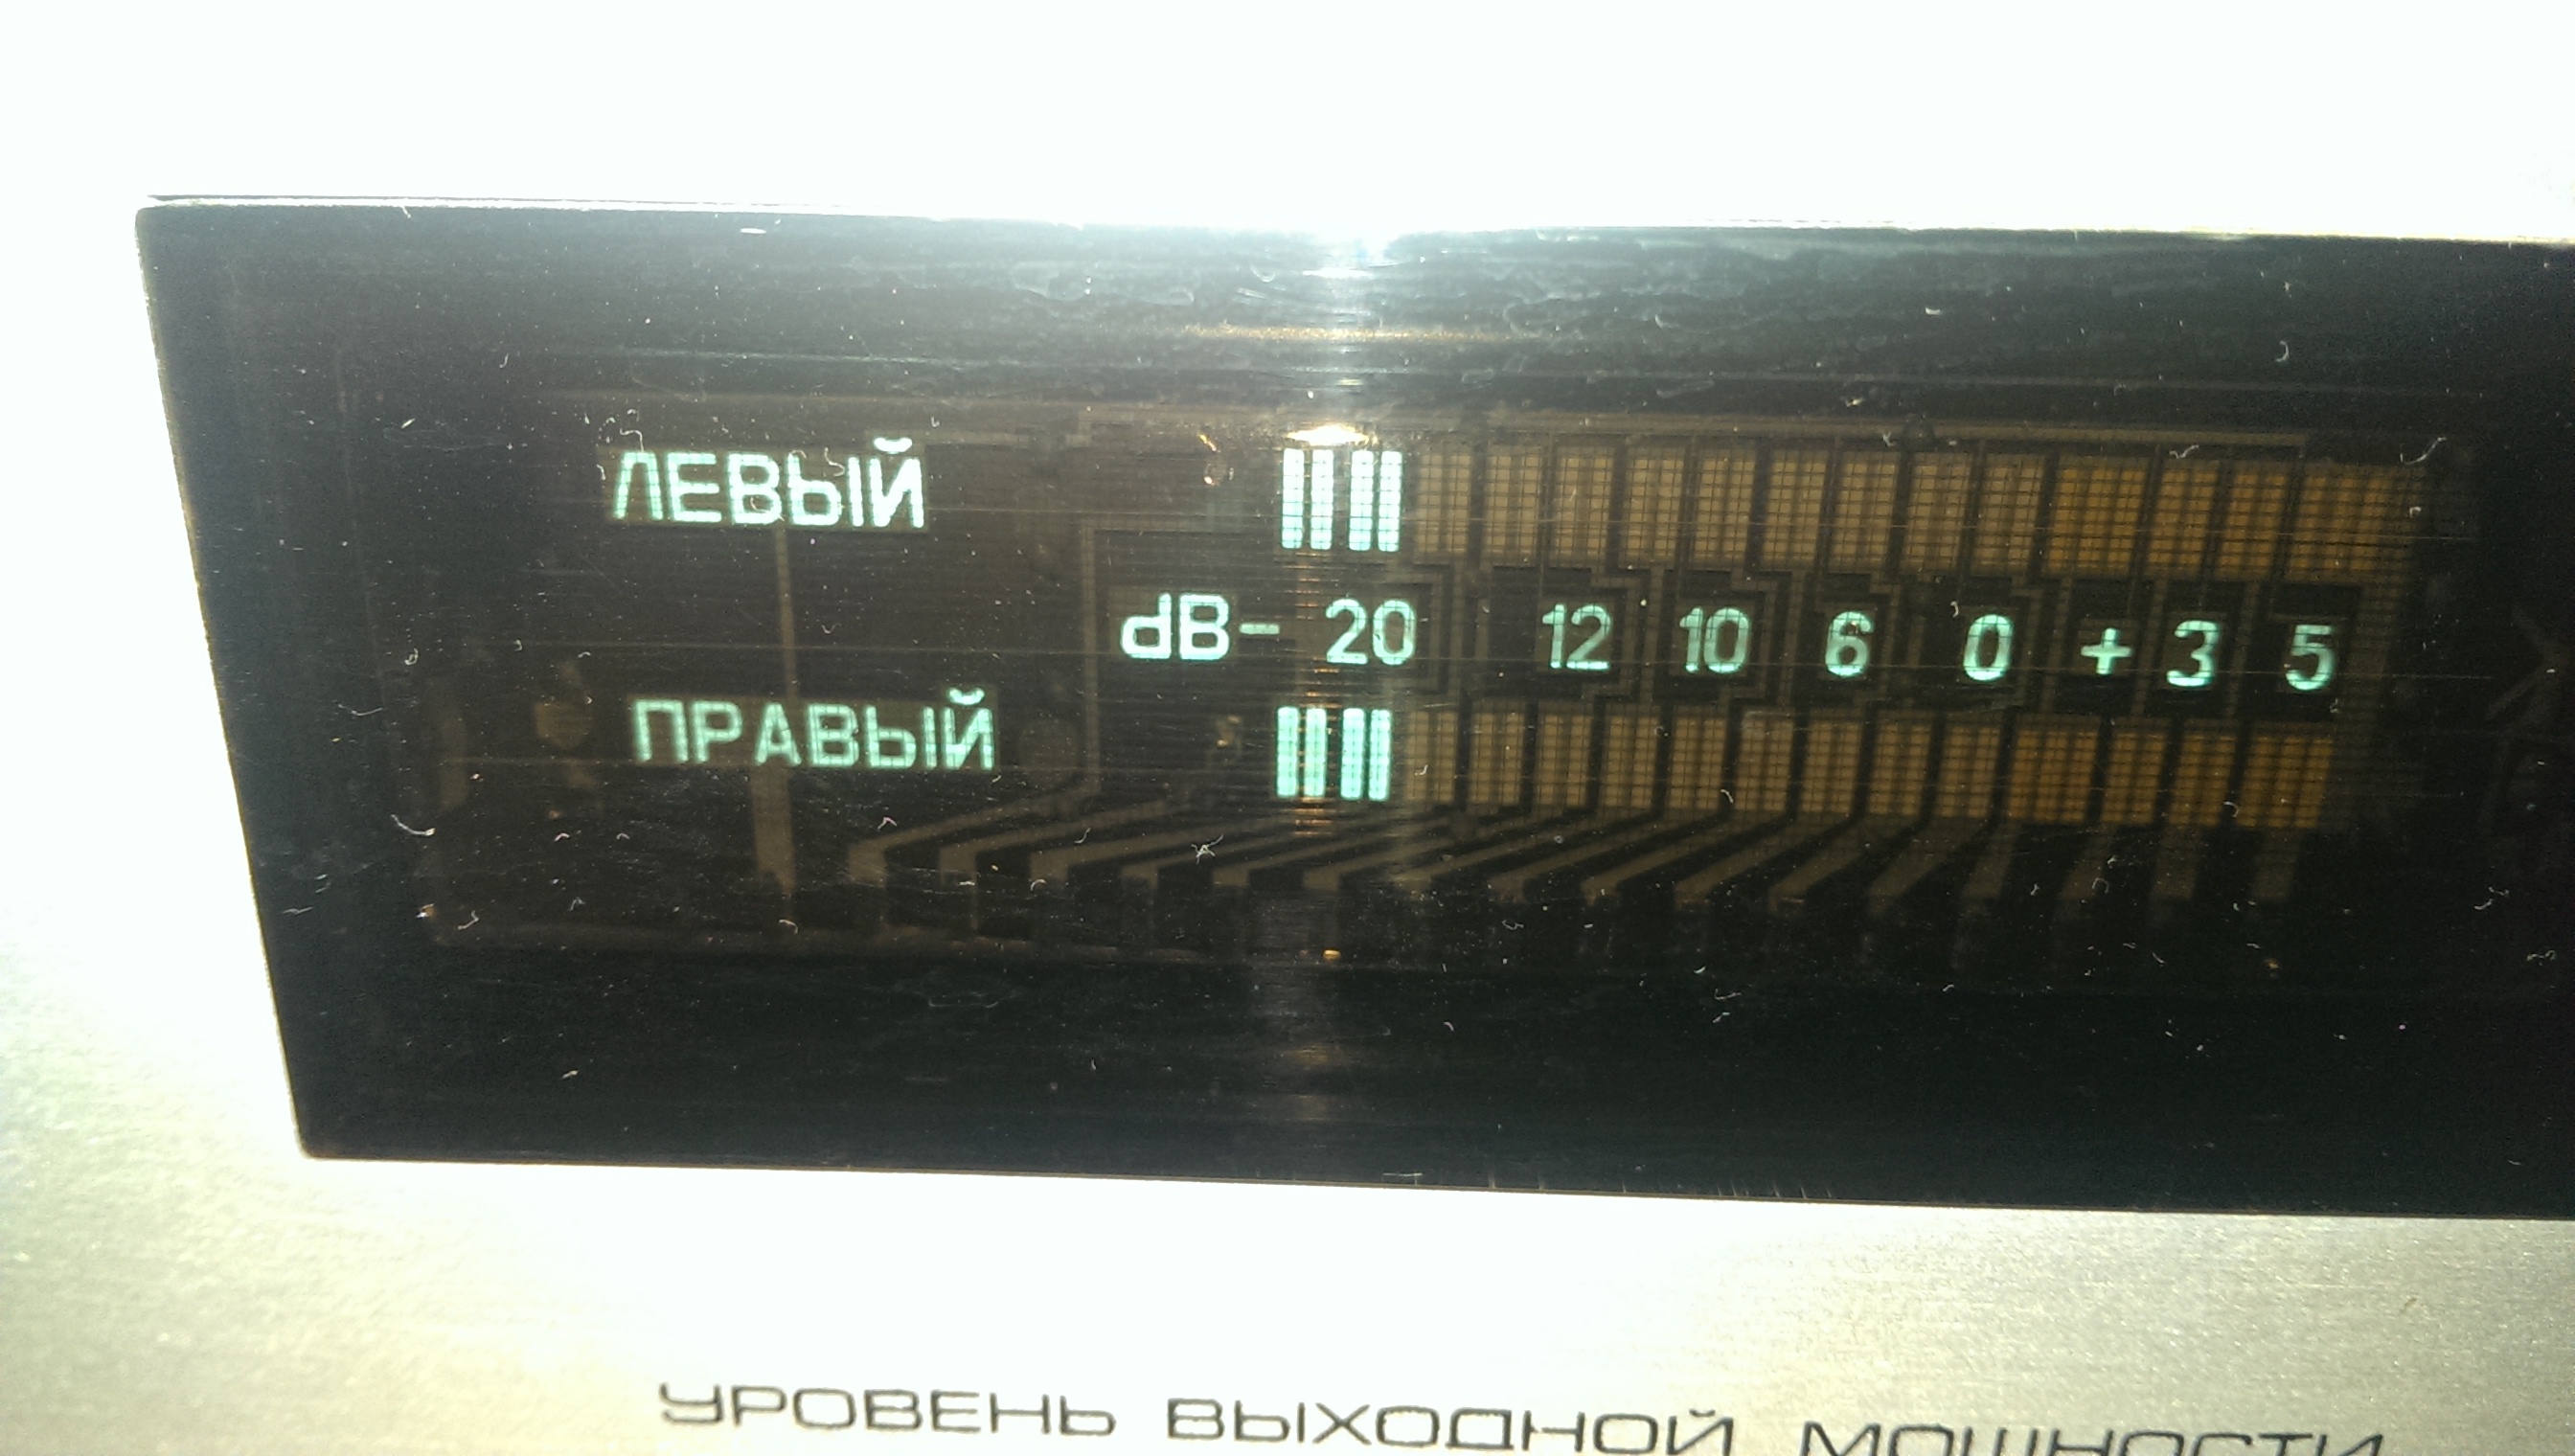 ЛЕВЫЙ
dB- 20 12 10 6 0 + 3 5
ПРАВЫЙ
УРОВЕНЬ ВЫХОДНОЙ МОЩНОСТИ